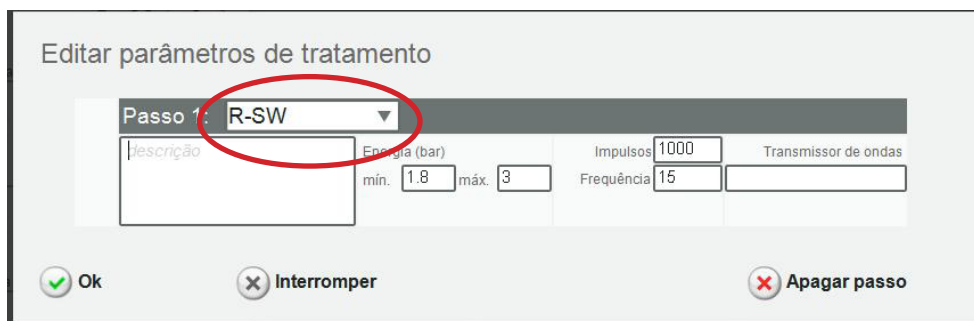 Editar parâmetros de tratamento
Passo 1: R-SW
descrição
Energia (bar)
mín. 1.8 máx. 3
Impulsos 1000
Frequência 15
Transmissor de ondas
Ok
Interromper
Apagar passo